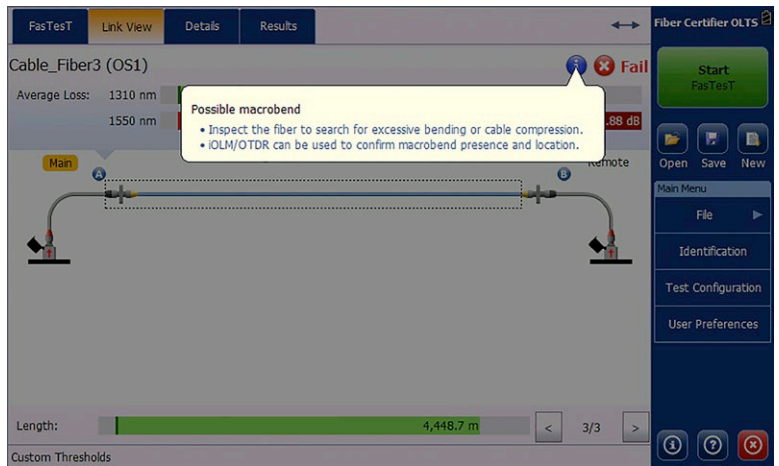 FasTesT
Link View
Details
Results
Fiber Certifier OLTS
Cable_Fiber3 (OS1)
Fail
Start
FasTesT
Average Loss: 1310 nm
1550 nm
.88 dB
Possible macrobend
• Inspect the fiber to search for excessive bending or cable compression.
• iOLM/OTDR can be used to confirm macrobend presence and location.
Open Save New
Main
A
B
Remote
Main Menu
File
Identification
Test Configuration
User Preferences
Length:
4,448.7 m
<
3/3
>
Custom Thresholds